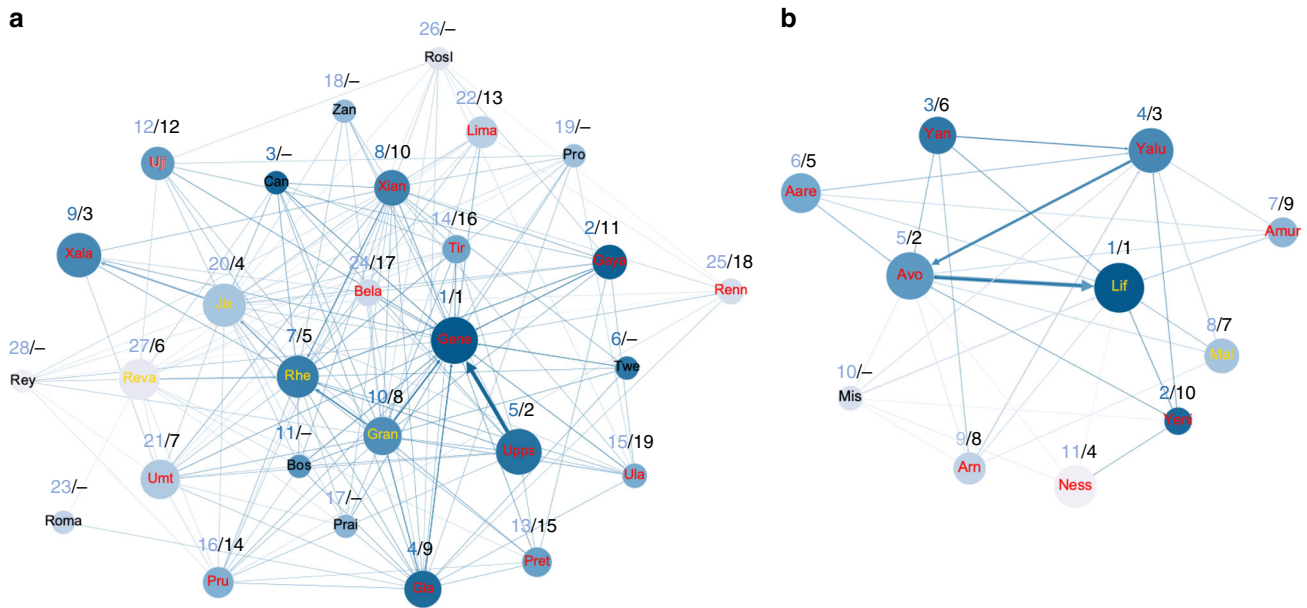 a
b
26/–
Rosl
18/–
Zan
22/13
Lima
12/12
Uji
3/–
Can
8/10
Xian
19/–
Pro
9/3
Xala
14/16
Tir
2/11
Goya
20/4
Jix
24/17
Bela
25/18
Renn
1/1
Gene
28/–
Rey
27/6
Reva
7/5
Rhe
6/–
Twe
10/8
Gran
5/2
Upps
21/7
Umt
11/–
Bos
15/19
Ula
23/–
Roma
17/–
Prai
13/15
Pret
16/14
Pru
4/9
Gla
3/6
Yan
4/3
Yalu
6/5
Aare
7/9
Amur
5/2
Avo
1/1
Lif
8/7
Mal
10/–
Mis
2/10
Yeni
9/8
Arn
11/4
Ness